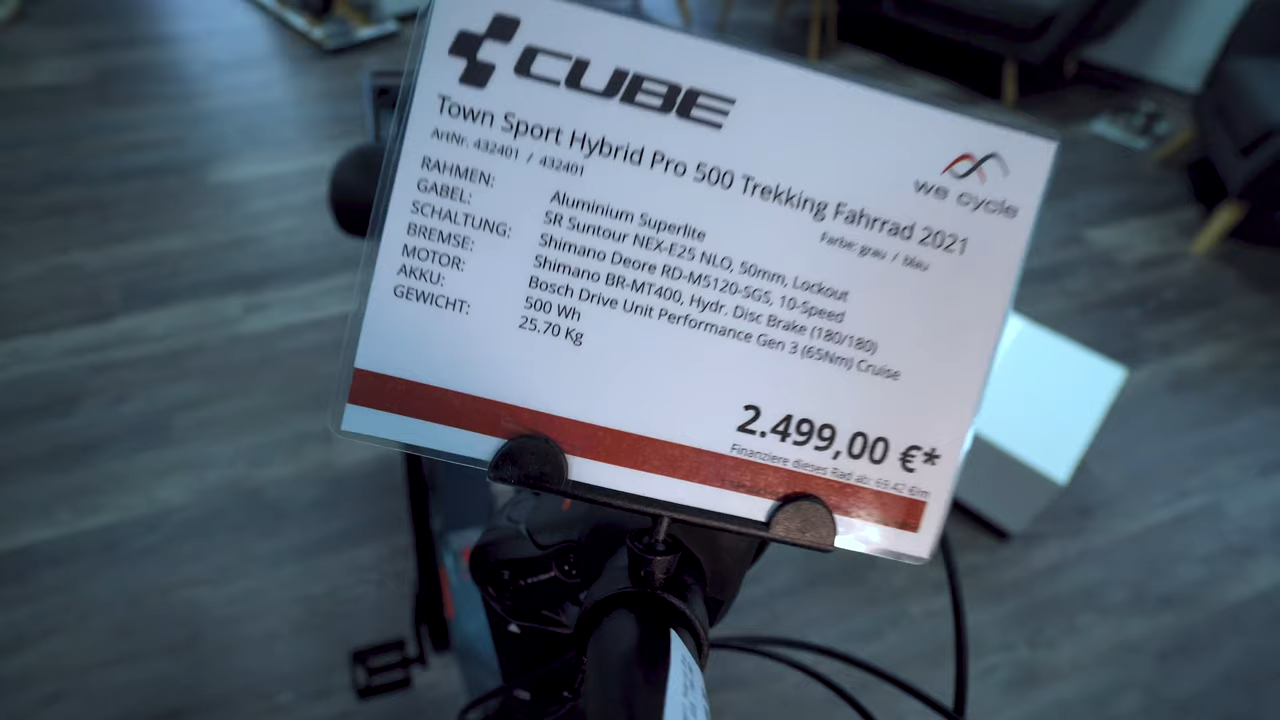 CUBE
we cycle
Town Sport Hybrid Pro 500 Trekking Fahrrad 2021
ArtNr. 432401 / 432401
Farbe: grau / blau
RAHMEN: Aluminium Superlite
GABEL: SR Suntour NEX-E25 NLO, 50mm, Lockout
SCHALTUNG: Shimano Deore RD-M5120-SGS, 10-Speed
BREMSE: Shimano BR-MT400, Hydr. Disc Brake (180/180)
MOTOR: Bosch Drive Unit Performance Gen 3 (65Nm) Cruise
AKKU: 500 Wh
GEWICHT: 25.70 Kg
2.499,00 €*
Finanziere dieses Rad ab: 69.42 €/m